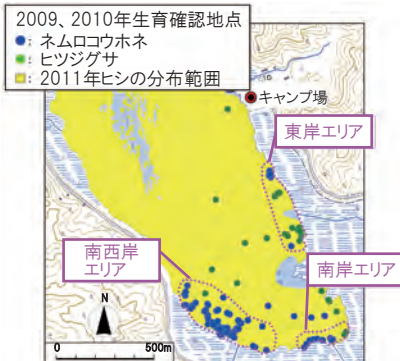 2009、2010年生育確認地点
: ネムロコウホネ
: ヒツジグサ
: 2011年ヒシの分布範囲
キャンプ場
東岸エリア
南西岸
エリア
南岸エリア
N
0 500m